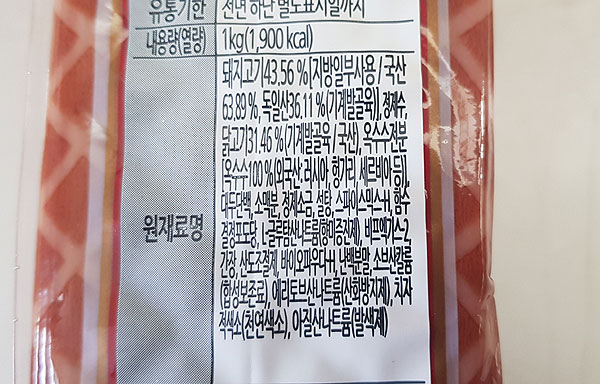 유통기한 전면 하단 별도표시일까지
내용량(열량) 1kg(1,900 kcal)
원재료명
돼지고기43.56 %[지방일부사용 / 국산
63.89 %, 독일산36.11 %(기계발골육)], 정제수,
닭고기31.46 %(기계발골육 / 국산), 옥수수전분
[옥수수100 %(외국산: 러시아, 헝가리, 세르비아 등)],
대두단백, 소맥분, 정제소금, 설탕, 스파이스믹스-H, 함수
결정포도당, L-글루탐산나트륨(향미증진제), 비프엑기스-2,
간장, 산도조절제, 바이오파우다-H, 난백분말, 소브산칼륨
(합성보존료), 에리토브산나트륨(산화방지제), 치자
적색소(천연색소), 아질산나트륨(발색제)